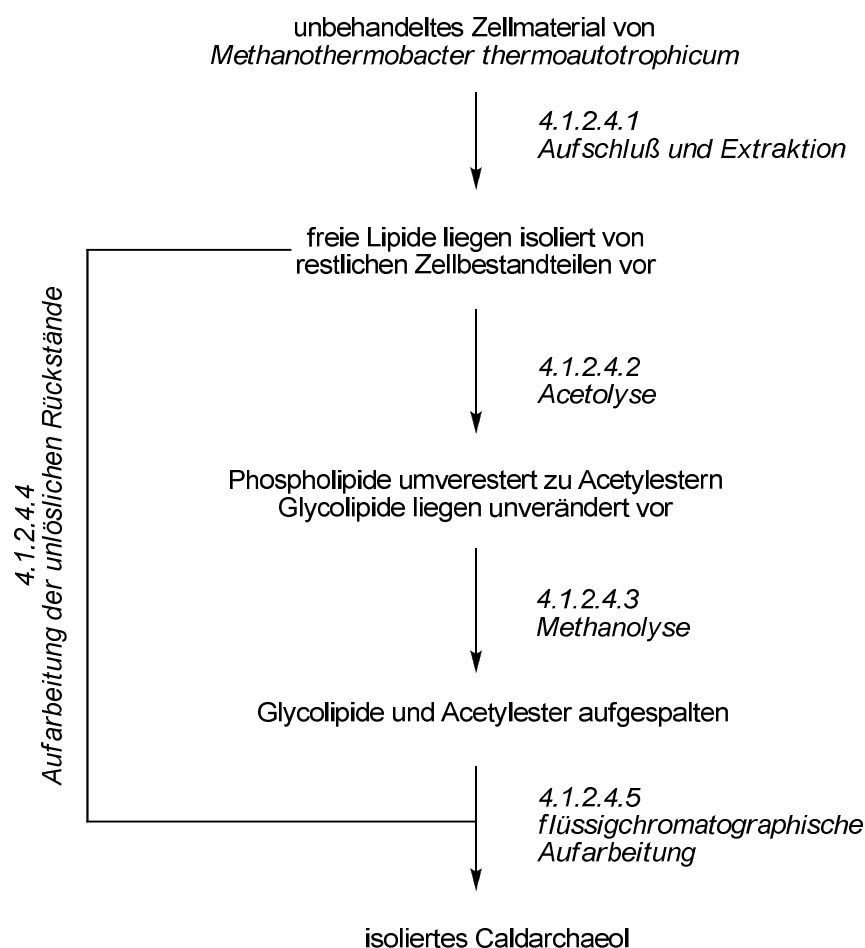 unbehandeltes Zellmaterial von
Methanothermobacter thermoautotrophicum
4.1.2.4.1
Aufschluß und Extraktion
freie Lipide liegen isoliert von
restlichen Zellbestandteilen vor
4.1.2.4.2
Acetolyse
4.1.2.4.4
Aufarbeitung der unlöslichen Rückstände
Phospholipide umverestert zu Acetylestern
Glycolipide liegen unverändert vor
4.1.2.4.3
Methanolyse
Glycolipide und Acetylester aufgespalten
4.1.2.4.5
flüssigchromatographische
Aufarbeitung
isoliertes Caldarchaeol